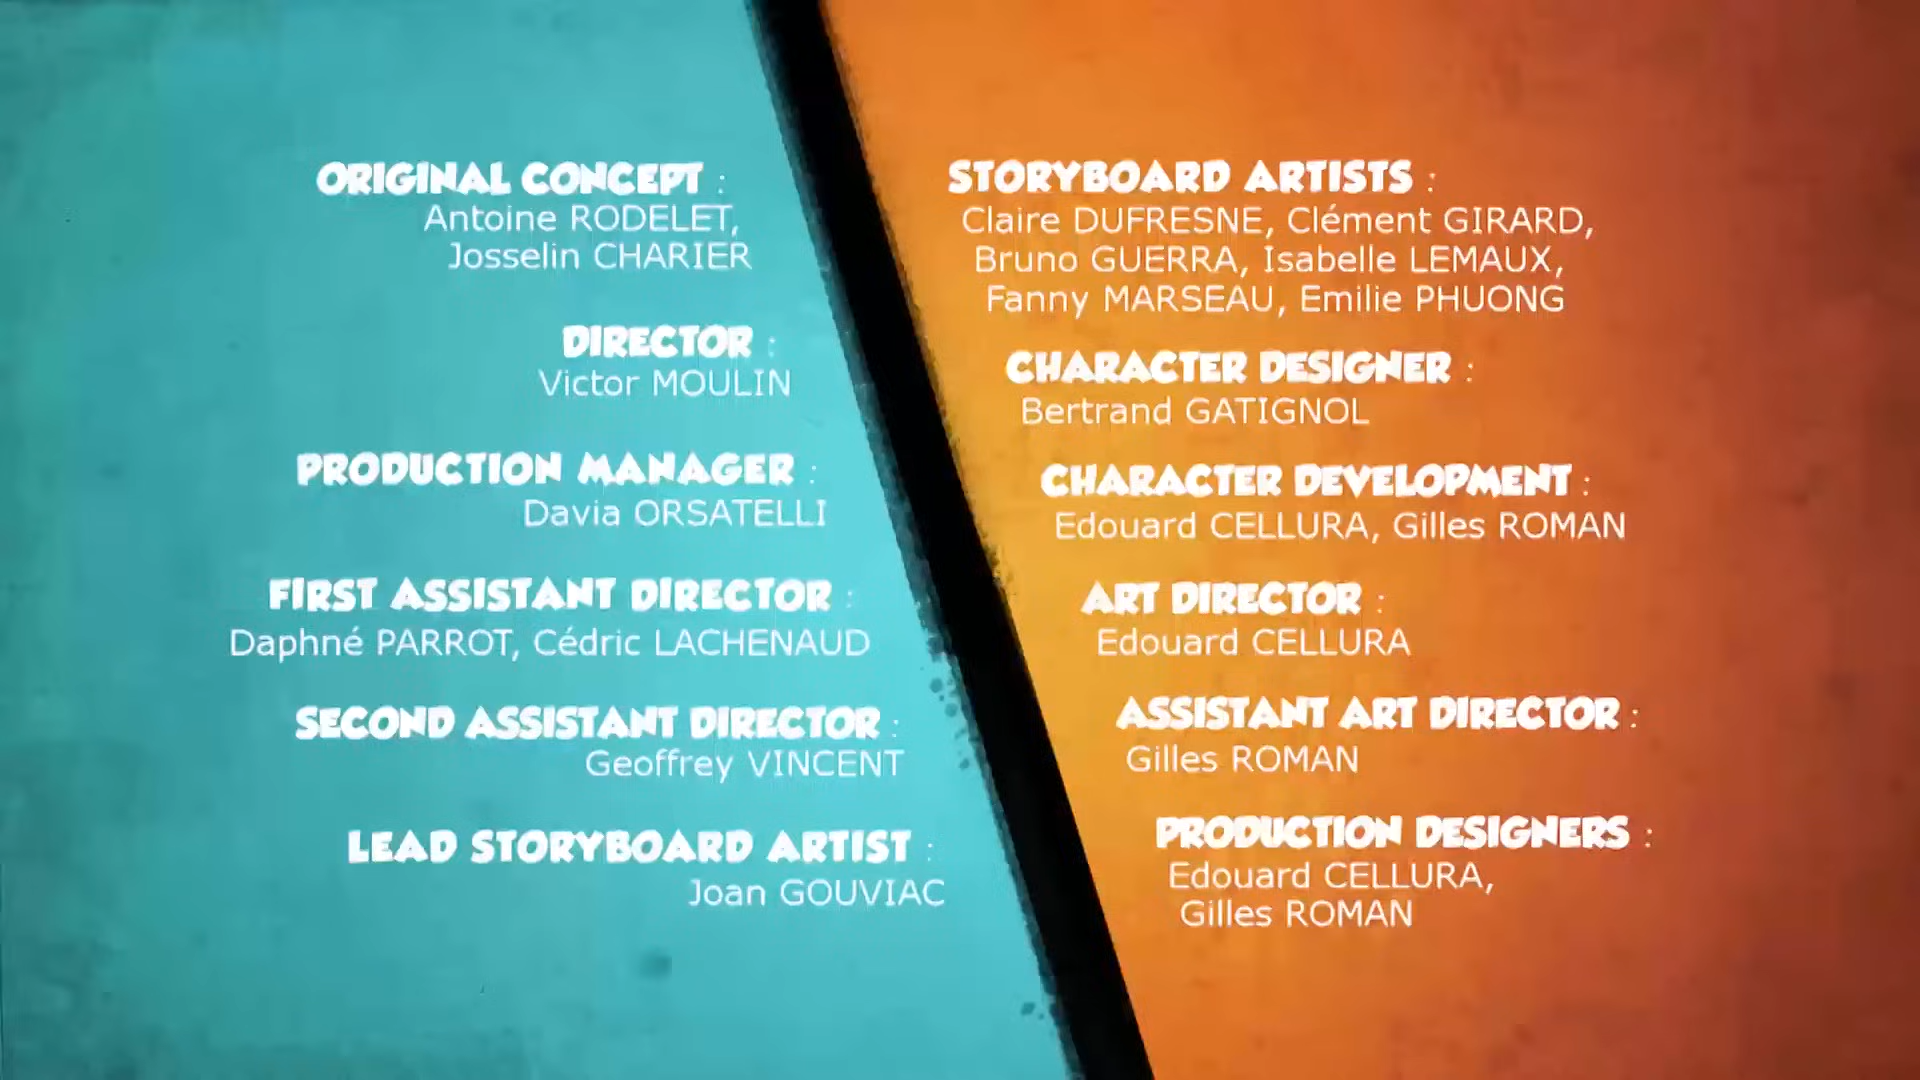 ORIGINAL CONCEPT :
Antoine RODELET,
Josselin CHARIER
DIRECTOR :
Victor MOULIN
PRODUCTION MANAGER :
Davia ORSATELLI
FIRST ASSISTANT DIRECTOR :
Daphné PARROT, Cédric LACHENAUD
SECOND ASSISTANT DIRECTOR :
Geoffrey VINCENT
LEAD STORYBOARD ARTIST :
Joan GOUVIAC
STORYBOARD ARTISTS :
Claire DUFRESNE, Clément GIRARD,
Bruno GUERRA, Isabelle LEMAUX,
Fanny MARSEAU, Emilie PHUONG
CHARACTER DESIGNER :
Bertrand GATIGNOL
CHARACTER DEVELOPMENT :
Edouard CELLURA, Gilles ROMAN
ART DIRECTOR :
Edouard CELLURA
ASSISTANT ART DIRECTOR :
Gilles ROMAN
PRODUCTION DESIGNERS :
Edouard CELLURA,
Gilles ROMAN